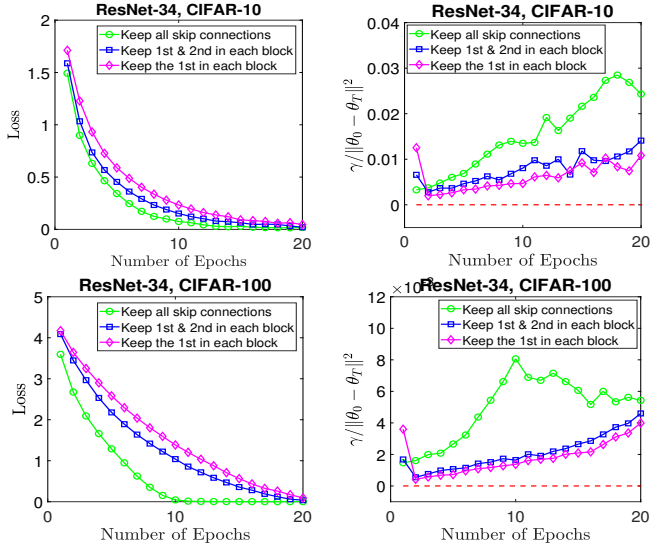 ResNet-34, CIFAR-10
Keep all skip connections
Keep 1st & 2nd in each block
Keep the 1st in each block
2
1.5
1
0.5
0
Loss
0
10
20
Number of Epochs
ResNet-34, CIFAR-10
Keep all skip connections
Keep 1st & 2nd in each block
Keep the 1st in each block
0.04
0.03
0.02
0.01
0
γ/∥θ₀ − θ_T∥²
0
10
20
Number of Epochs
ResNet-34, CIFAR-100
Keep all skip connections
Keep 1st & 2nd in each block
Keep the 1st in each block
5
4
3
2
1
0
Loss
0
10
20
Number of Epochs
ResNet-34, CIFAR-100
Keep all skip connections
Keep 1st & 2nd in each block
Keep the 1st in each block
12
10
8
6
4
2
0
γ/∥θ₀ − θ_T∥²
0
10
20
Number of Epochs